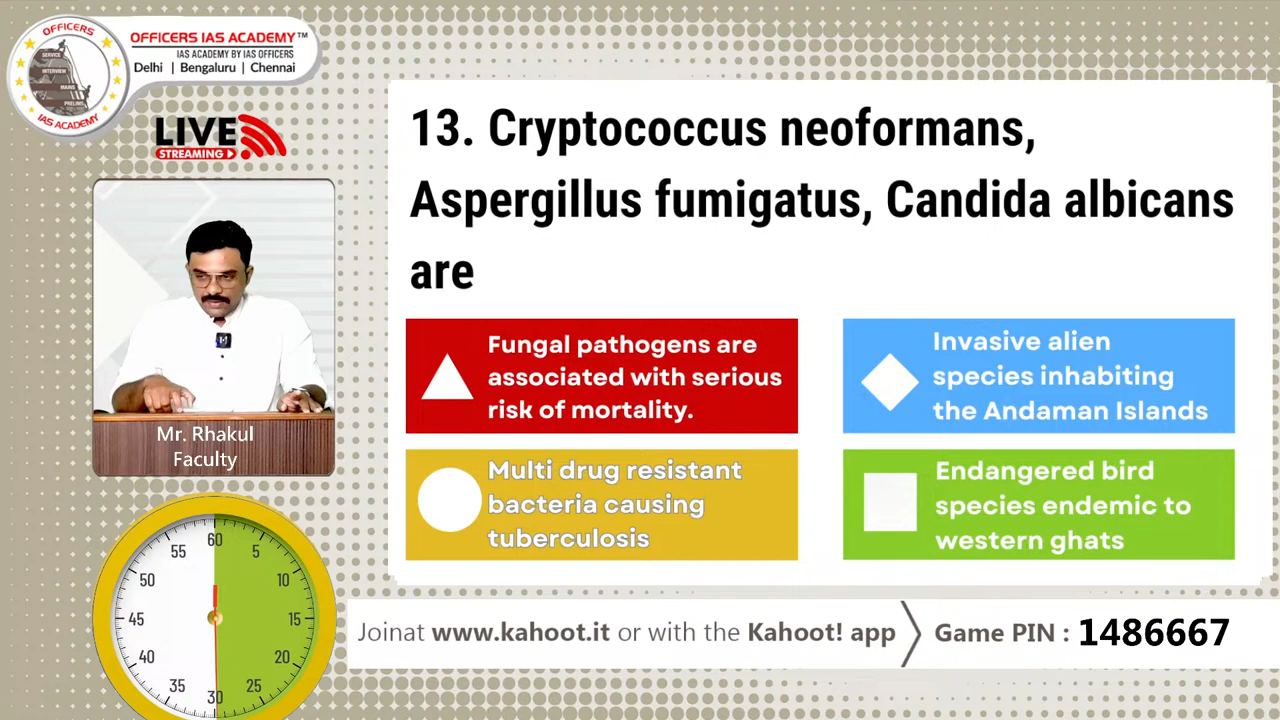 OFFICERS
SERVICE
INTERVIEW
MAINS
PRELIMS
IAS ACADEMY
OFFICERS IAS ACADEMY™
IAS ACADEMY BY IAS OFFICERS
Delhi | Bengaluru | Chennai
LIVE
STREAMING
13. Cryptococcus neoformans,
Aspergillus fumigatus, Candida albicans
are
Fungal pathogens are
associated with serious
risk of mortality.
Invasive alien
species inhabiting
the Andaman Islands
Multi drug resistant
bacteria causing
tuberculosis
Endangered bird
species endemic to
western ghats
Mr. Rhakul
Faculty
60
5
10
15
20
25
30
35
40
45
50
55
Joinat www.kahoot.it or with the Kahoot! app
Game PIN : 1486667